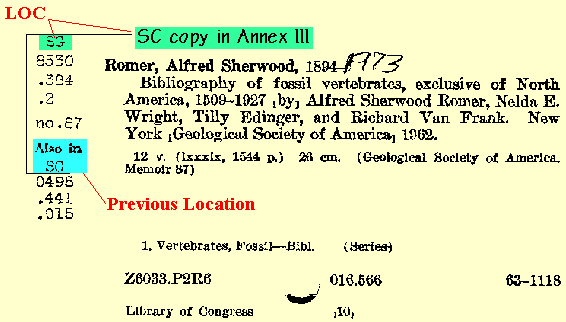 LOC
SC copy in Annex III
SC
8530
.384
.2
no.87
Also in
SC
.441
.015
Previous Location
Romer, Alfred Sherwood, 1894-1973
Bibliography of fossil vertebrates, exclusive of North
America, 1509-1927 [by] Alfred Sherwood Romer, Nelda E.
Wright, Tilly Edinger, and Richard Van Frank. New
York [Geological Society of America] 1962.
12 v. (lxxxix, 1544 p.) 26 cm. (Geological Society of America.
Memoir 87)
1. Vertebrates, Fossil—Bibl. (Series)
Z6033.P2R6 016.566 63-1118
Library of Congress [10]